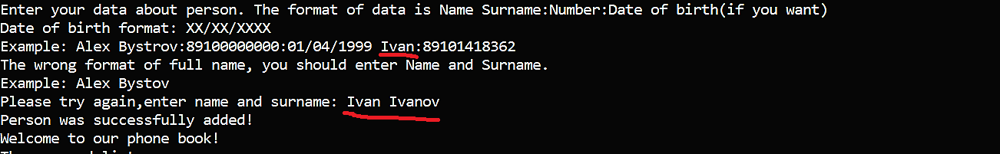 Enter your data about person. The format of data is Name Surname:Number:Date of birth(if you want)
Date of birth format: XX/XX/XXXX
Example: Alex Bystrov:89100000000:01/04/1999 Ivan:89101418362
The wrong format of full name, you should enter Name and Surname.
Example: Alex Bystov
Please try again,enter name and surname: Ivan Ivanov
Person was successfully added!
Welcome to our phone book!